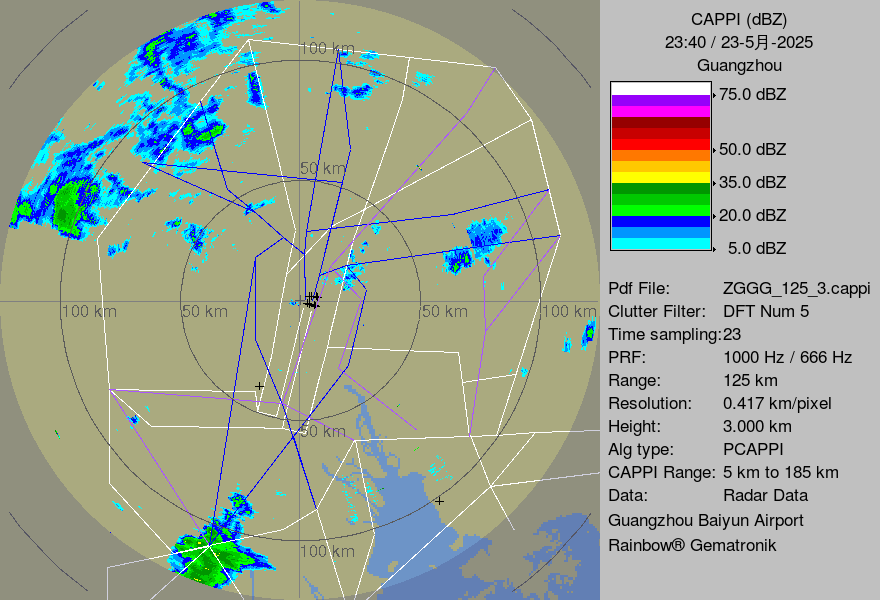 CAPPI (dBZ)
23:40 / 23-5月-2025
Guangzhou
75.0 dBZ
50.0 dBZ
35.0 dBZ
20.0 dBZ
5.0 dBZ
100 km
50 km
100 km
50 km
50 km
100 km
50 km
100 km
Pdf File: ZGGG_125_3.cappi
Clutter Filter: DFT Num 5
Time sampling:23
PRF: 1000 Hz / 666 Hz
Range: 125 km
Resolution: 0.417 km/pixel
Height: 3.000 km
Alg type: PCAPPI
CAPPI Range: 5 km to 185 km
Data: Radar Data
Guangzhou Baiyun Airport
Rainbow® Gematronik